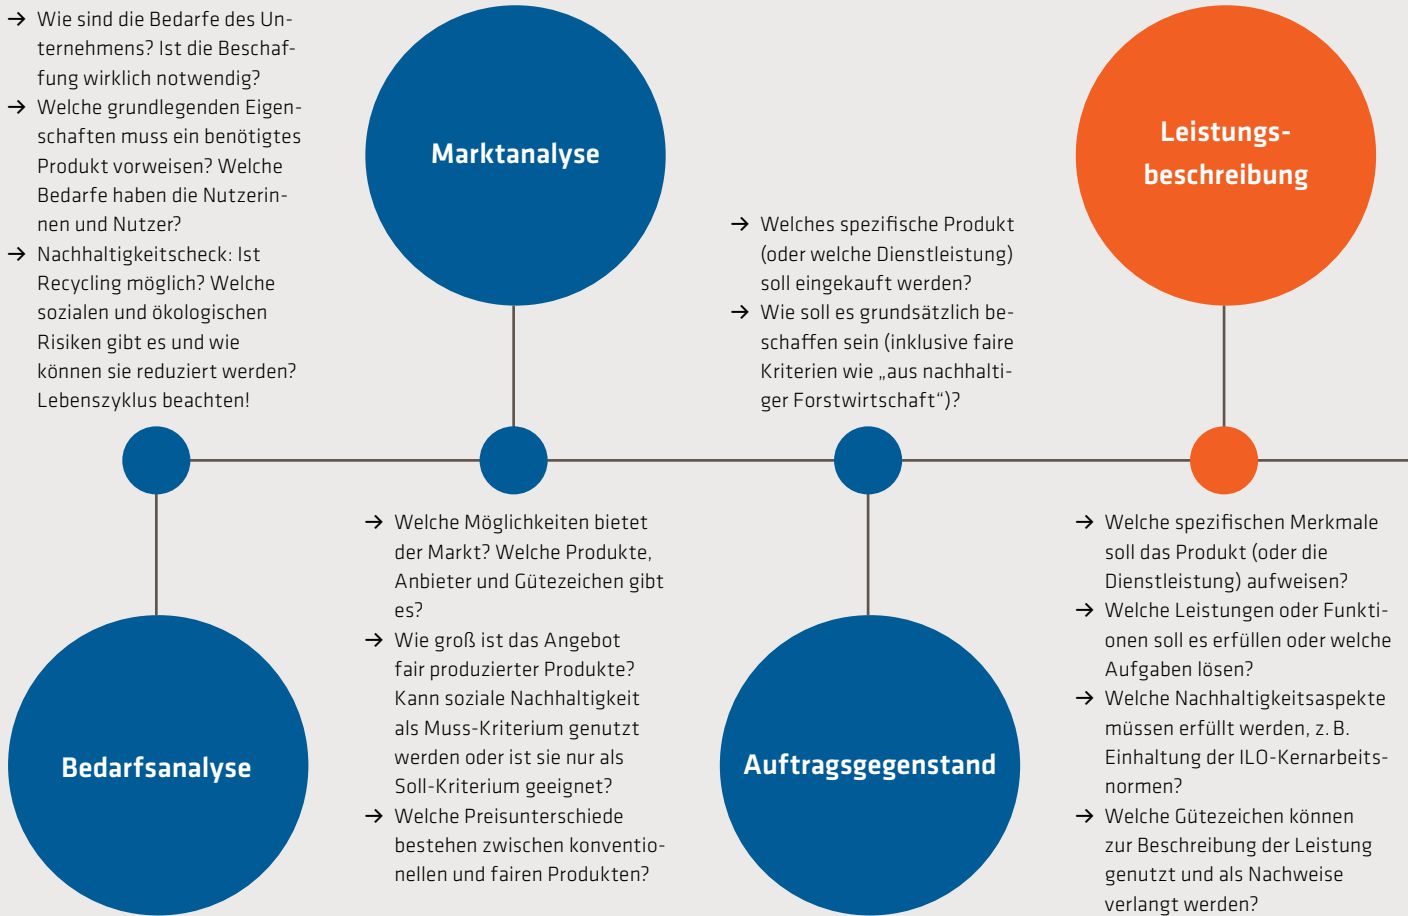 → Wie sind die Bedarfe des Un-
ternehmens? Ist die Beschaf-
fung wirklich notwendig?
→ Welche grundlegenden Eigen-
schaften muss ein benötigtes
Produkt vorweisen? Welche
Bedarfe haben die Nutzerin-
nen und Nutzer?
→ Nachhaltigkeitscheck: Ist
Recycling möglich? Welche
sozialen und ökologischen
Risiken gibt es und wie
können sie reduziert werden?
Lebenszyklus beachten!
Bedarfsanalyse
Marktanalyse
→ Welche Möglichkeiten bietet
der Markt? Welche Produkte,
Anbieter und Gütezeichen gibt
es?
→ Wie groß ist das Angebot
fair produzierter Produkte?
Kann soziale Nachhaltigkeit
als Muss-Kriterium genutzt
werden oder ist sie nur als
Soll-Kriterium geeignet?
→ Welche Preisunterschiede
bestehen zwischen konventio-
nellen und fairen Produkten?
→ Welches spezifische Produkt
(oder welche Dienstleistung)
soll eingekauft werden?
→ Wie soll es grundsätzlich be-
schaffen sein (inklusive faire
Kriterien wie „aus nachhalti-
ger Forstwirtschaft“)?
Auftragsgegenstand
Leistungs-
beschreibung
→ Welche spezifischen Merkmale
soll das Produkt (oder die
Dienstleistung) aufweisen?
→ Welche Leistungen oder Funkti-
onen soll es erfüllen oder welche
Aufgaben lösen?
→ Welche Nachhaltigkeitsaspekte
müssen erfüllt werden, z. B.
Einhaltung der ILO-Kernarbeits-
normen?
→ Welche Gütezeichen können
zur Beschreibung der Leistung
genutzt und als Nachweise
verlangt werden?